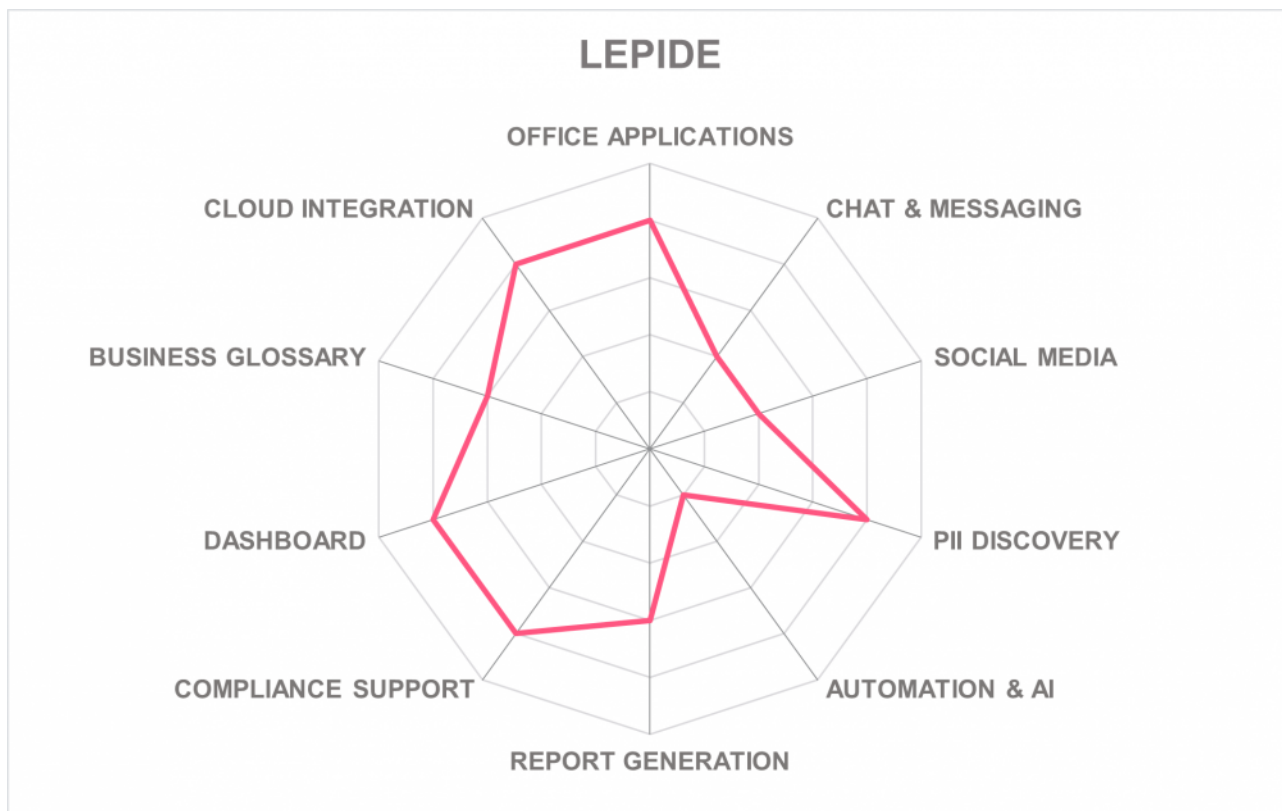 LEPIDE
OFFICE APPLICATIONS
CLOUD INTEGRATION
CHAT & MESSAGING
BUSINESS GLOSSARY
SOCIAL MEDIA
DASHBOARD
PII DISCOVERY
COMPLIANCE SUPPORT
AUTOMATION & AI
REPORT GENERATION